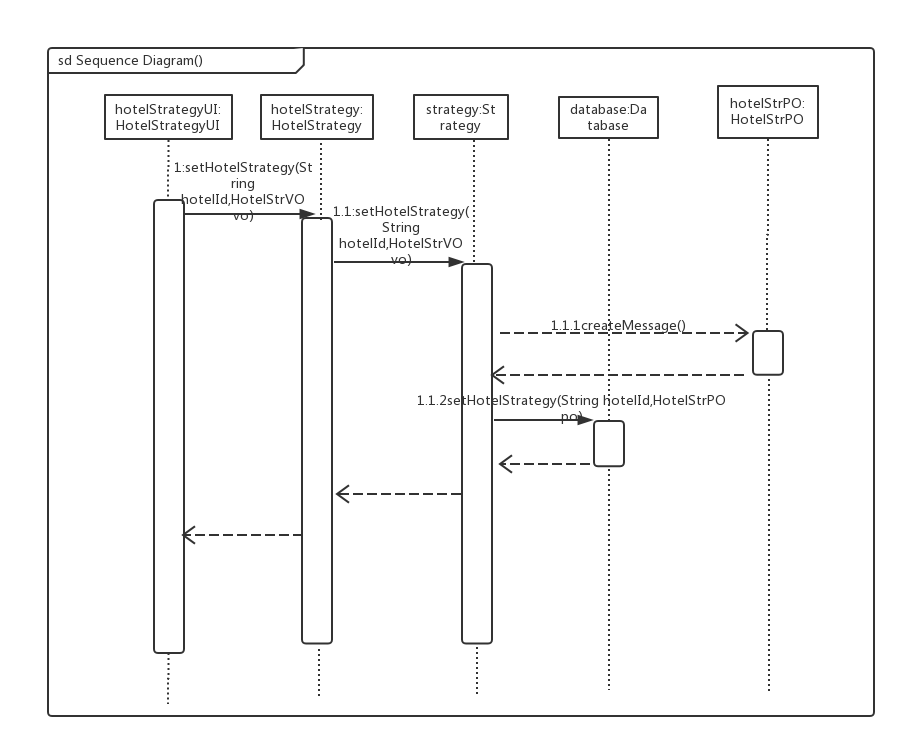 sd Sequence Diagram()
hotelStrategyUI:
HotelStrategyUI
hotelStrategy:
HotelStrategy
strategy:St
rategy
database:Da
tabase
hotelStrPO:
HotelStrPO
1:setHotelStrategy(St
ring
hotelId,HotelStrVO
vo)
1.1:setHotelStrategy(
String
hotelId,HotelStrVO
vo)
1.1.1createMessage()
1.1.2setHotelStrategy(String hotelId,HotelStrPO
po)